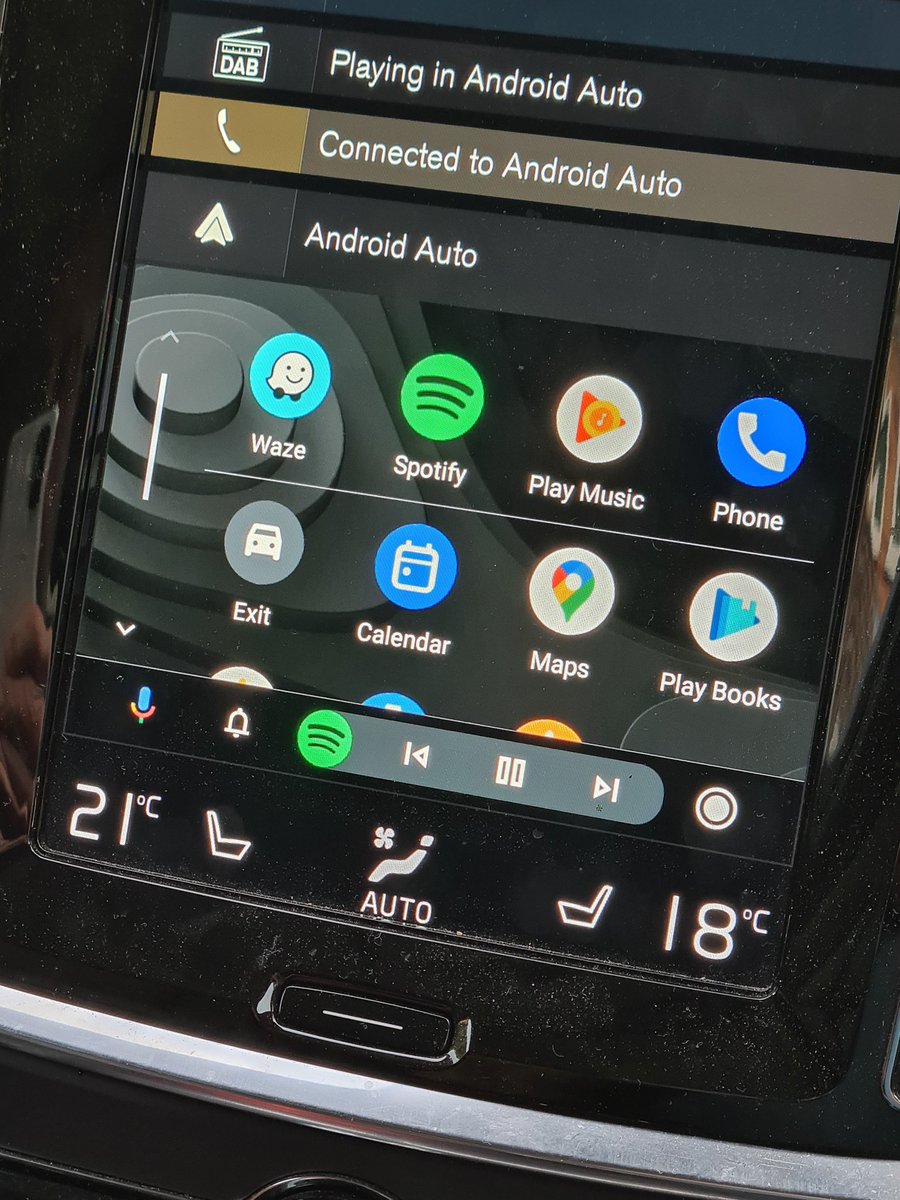 DAB
Playing in Android Auto
Connected to Android Auto
Android Auto
Waze
Spotify
Play Music
Phone
Exit
Calendar
Maps
Play Books
21°C
AUTO
18°C